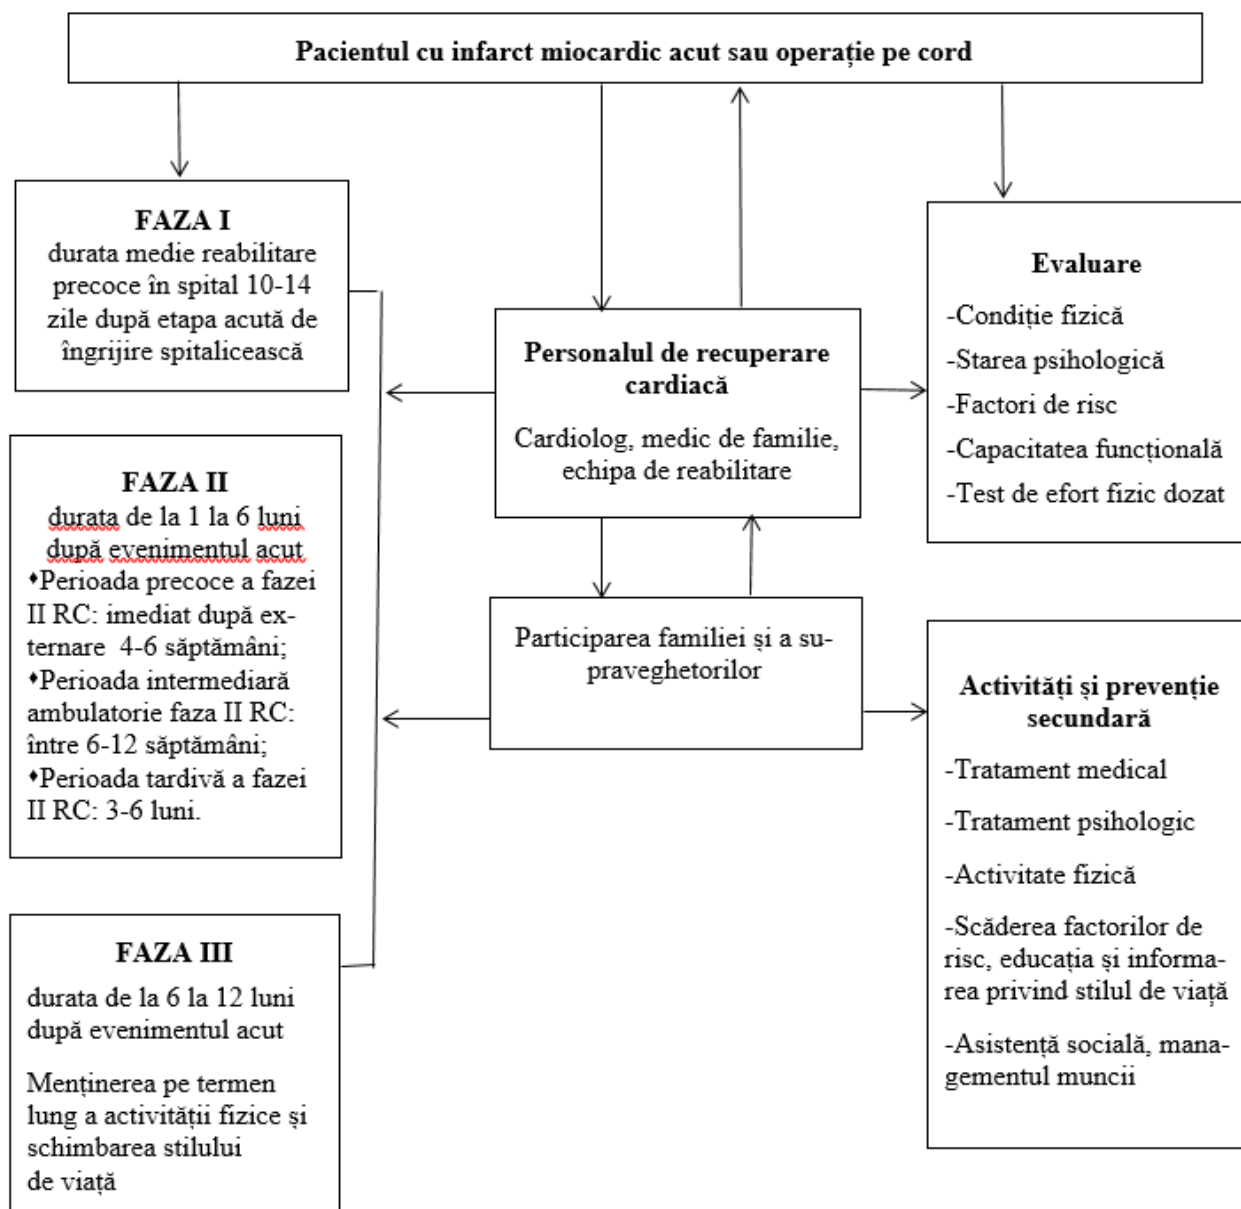 Pacientul cu infarct miocardic acut sau operație pe cord
FAZA I
durata medie reabilitare
precoce în spital 10-14
zile după etapa acută de
îngrijire spitalicească
FAZA II
durata de la 1 la 6 luni
după evenimentul acut
♦Perioada precoce a fazei
II RC: imediat după ex-
ternare 4-6 săptămâni;
♦Perioada intermediară
ambulatorie faza II RC:
între 6-12 săptămâni;
♦Perioada tardivă a fazei
II RC: 3-6 luni.
FAZA III
durata de la 6 la 12 luni
după evenimentul acut
Menținerea pe termen
lung a activității fizice și
schimbarea stilului
de viață
Personalul de recuperare
cardiacă
Cardiolog, medic de familie,
echipa de reabilitare
Participarea familiei și a su-
praveghetorilor
Evaluare
-Condiție fizică
-Starea psihologică
-Factori de risc
-Capacitatea funcțională
-Test de efort fizic dozat
Activități și prevenție
secundară
-Tratament medical
-Tratament psihologic
-Activitate fizică
-Scăderea factorilor de
risc, educația și informa-
rea privind stilul de viață
-Asistență socială, mana-
gementul muncii